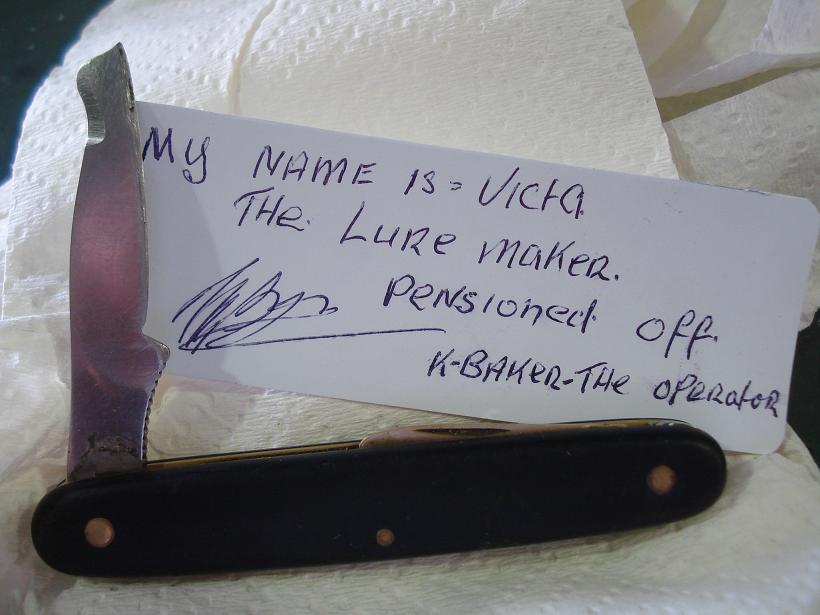 My NAME IS = Victa
THe. LuRe maKeR.
Pensioned off.
K-BAKeR-THe opeRatoR